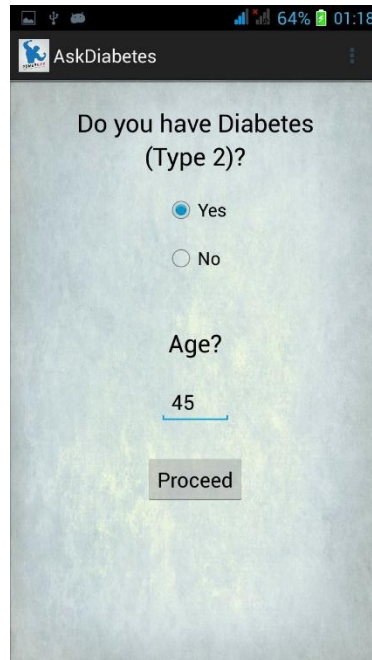 64% 01:18
AskDiabetes
Do you have Diabetes
(Type 2)?
Yes
No
Age?
45
Proceed